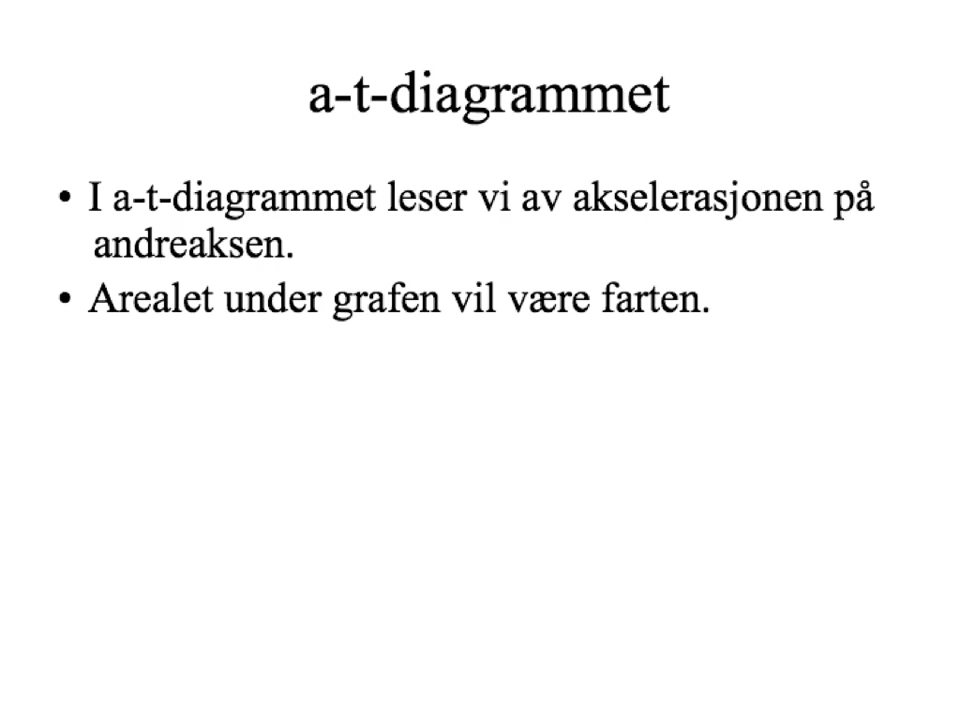 a-t-diagrammet
• I a-t-diagrammet leser vi av akselerasjonen på
andreaksen.
• Arealet under grafen vil være farten.